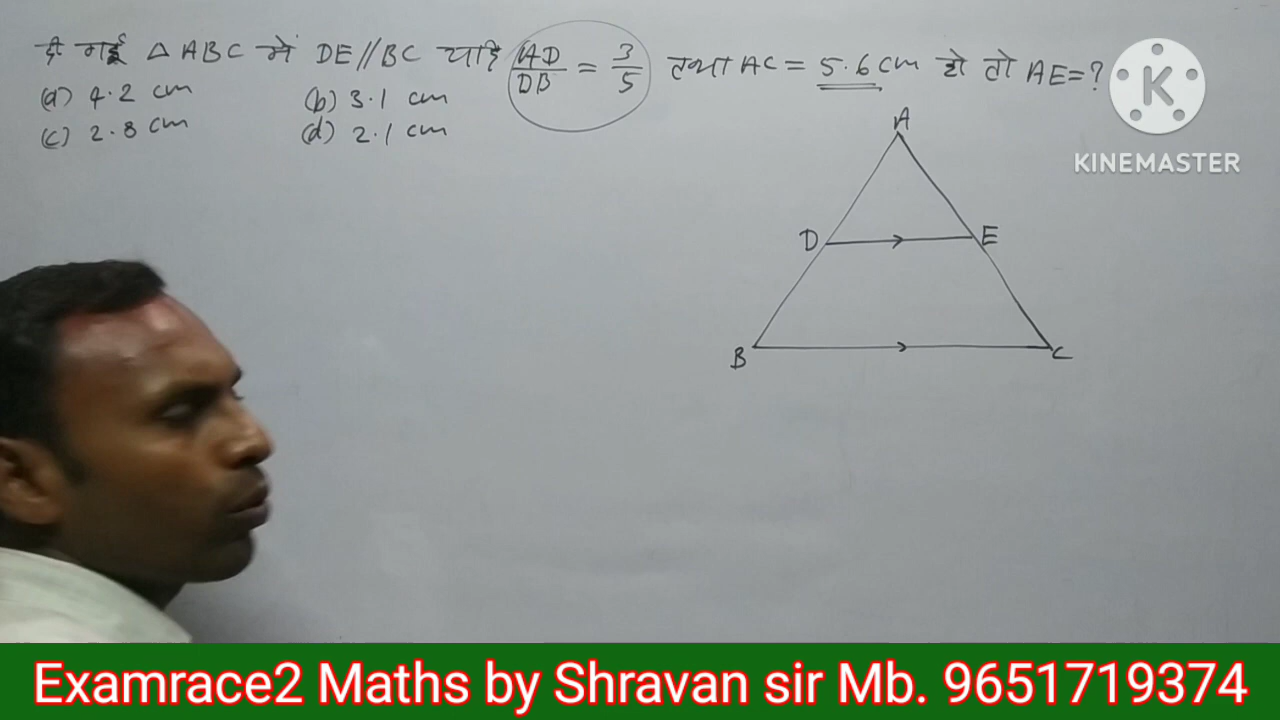 दी गई △ ABC में DE//BC यदि AD/DB = 3/5 तथा AC = 5.6 cm हो तो AE = ?
(a) 4.2 cm (b) 3.1 cm
(c) 2.8 cm (d) 2.1 cm
K
KINEMASTER
A
D E
B C
Examrace2 Maths by Shravan sir Mb. 9651719374